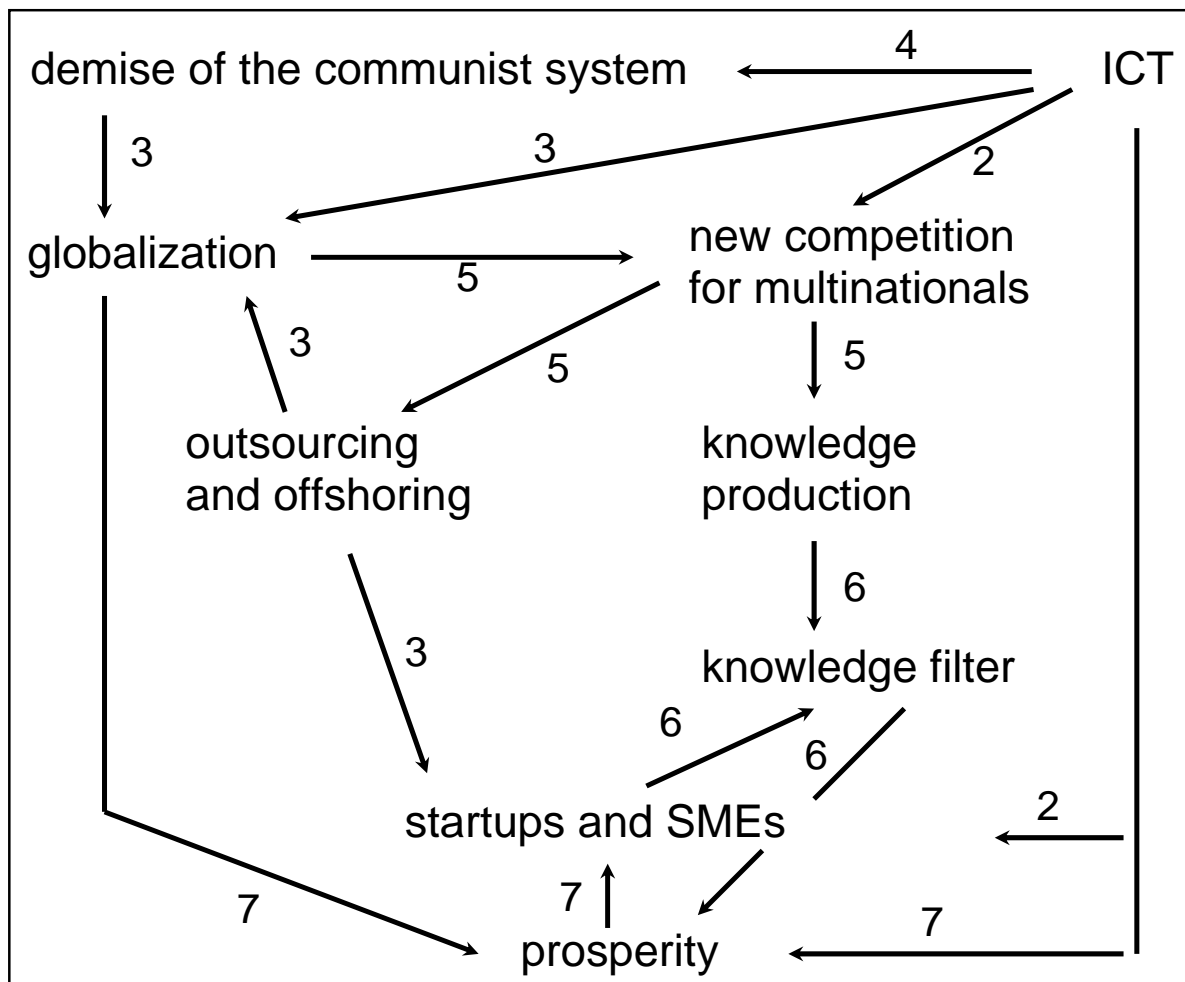 demise of the communist system
4
ICT
3
3
2
globalization
5
new competition
for multinationals
3
5
5
outsourcing
and offshoring
knowledge
production
6
3
knowledge filter
6
6
startups and SMEs
2
7
7
7
prosperity